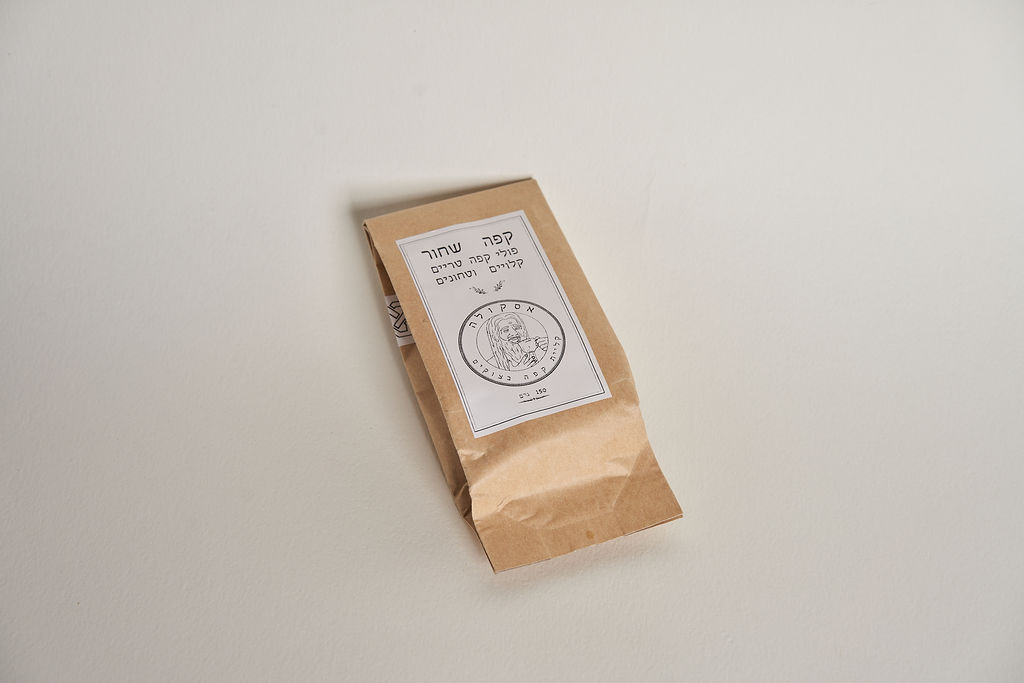 קפה שחור
פולי קפה טריים
קלויים וטחונים
אסקולה
קליית קפה בצוקים
150 גרם